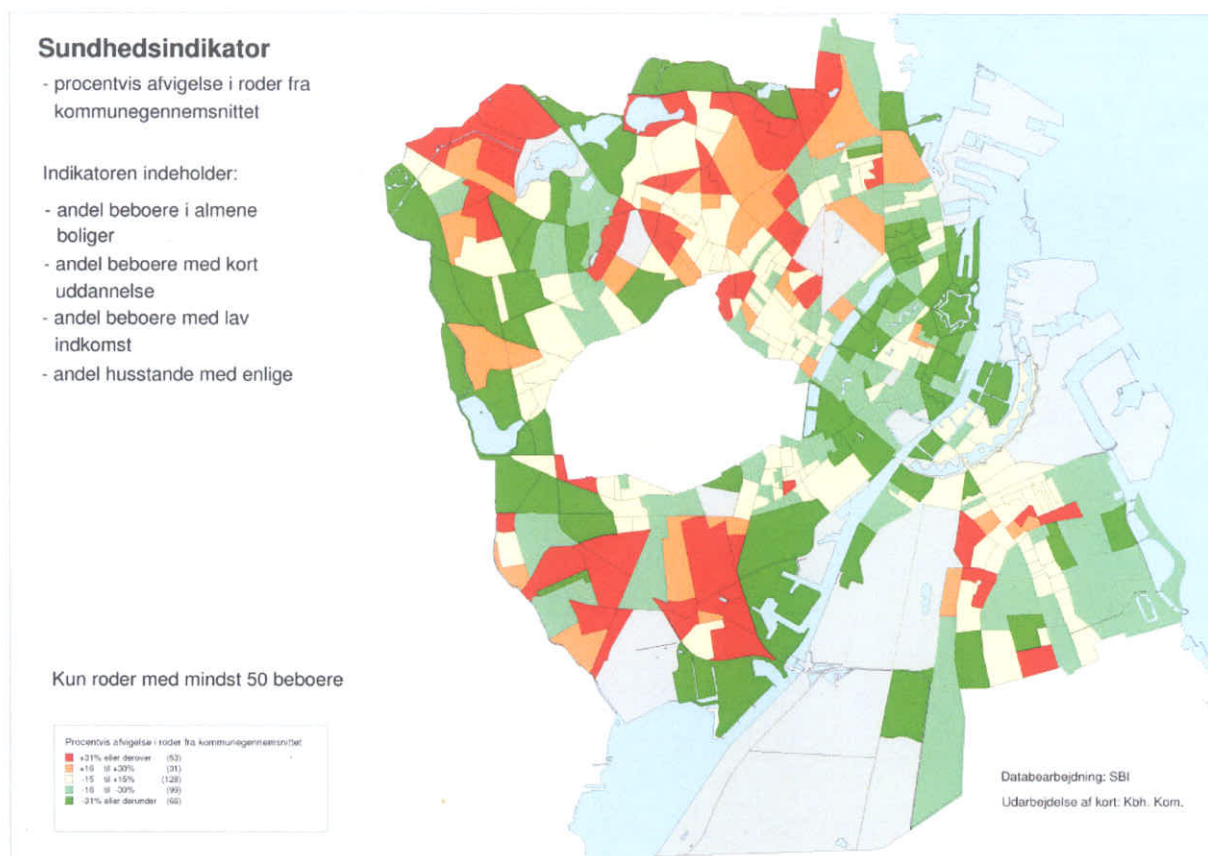 Sundhedsindikator
- procentvis afvigelse i roder fra
kommunegennemsnittet
Indikatoren indeholder:
- andel beboere i almene
boliger
- andel beboere med kort
uddannelse
- andel beboere med lav
indkomst
- andel husstande med enlige
Kun roder med mindst 50 beboere
Procentvis afvigelse i roder fra kommunegennemsnittet
+31% eller derover (53)
+16 til +30% (31)
-15 til +15% (128)
-16 til -30% (99)
-31% eller derunder (66)
Databearbejdning: SBI
Udarbejdelse af kort: Kbh. Kom.